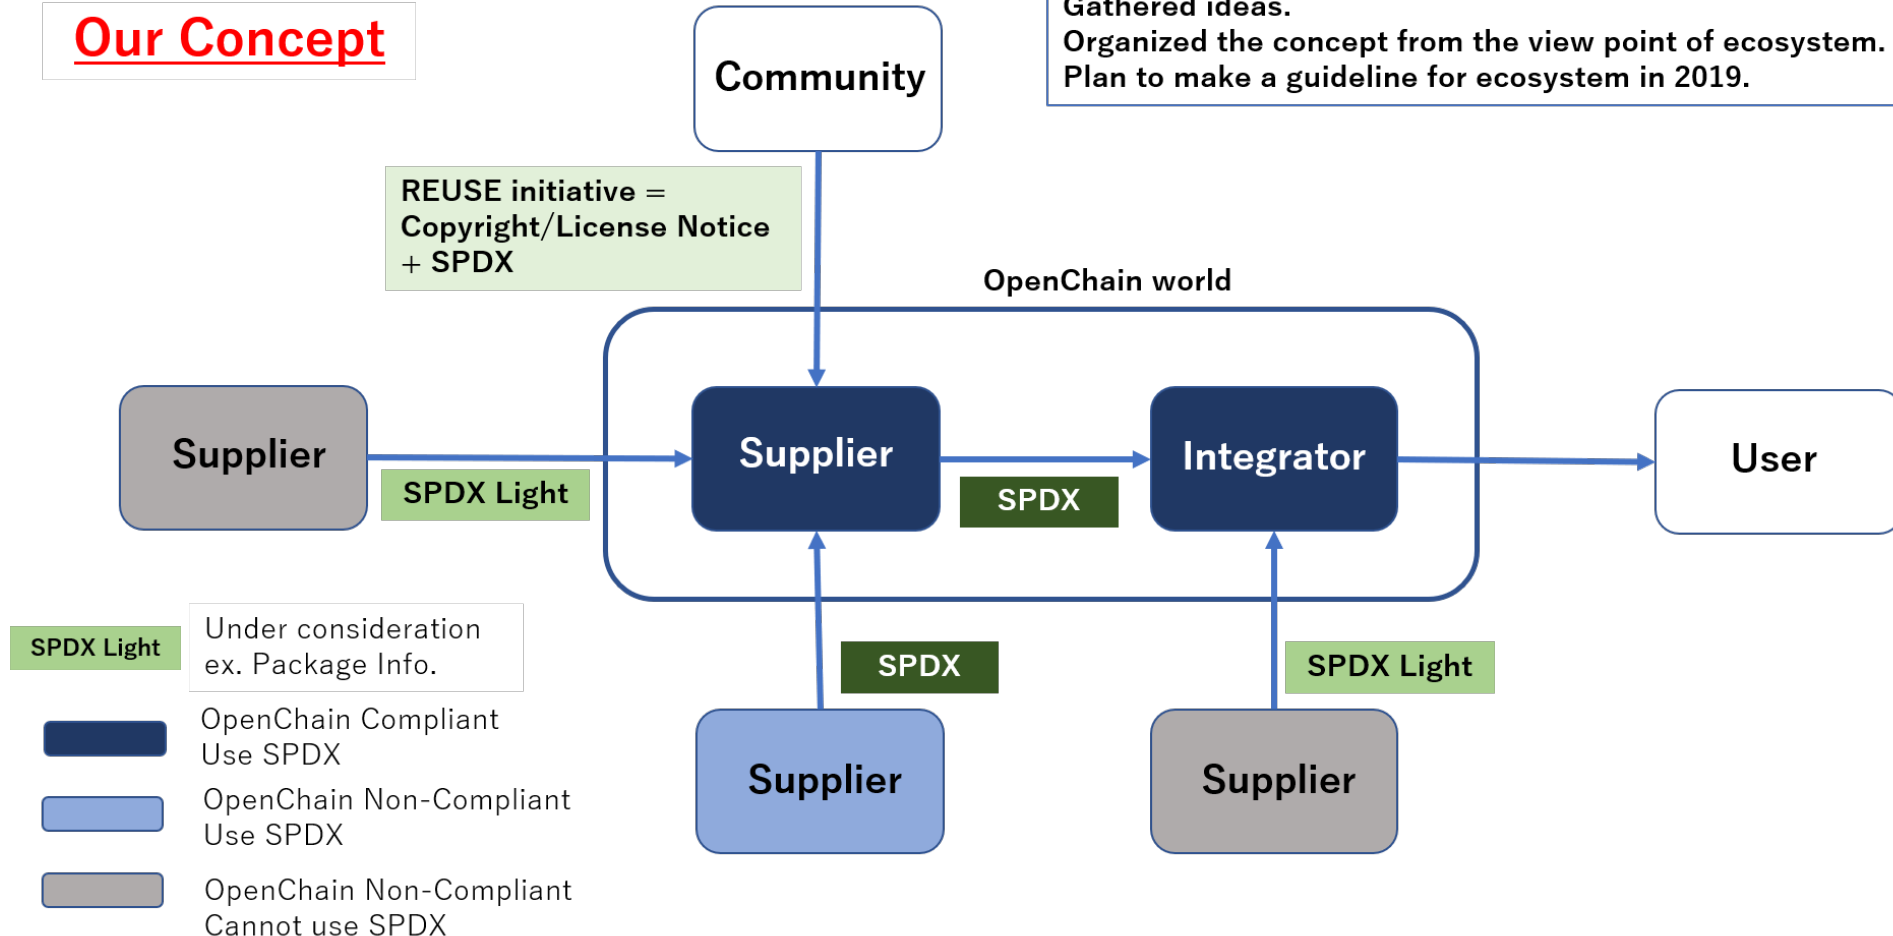 Our Concept
Gathered ideas.
Organized the concept from the view point of ecosystem.
Plan to make a guideline for ecosystem in 2019.
Community
REUSE initiative =
Copyright/License Notice
+ SPDX
OpenChain world
Supplier
SPDX Light
Supplier
SPDX
Integrator
User
SPDX
Supplier
SPDX Light
Supplier
SPDX Light
Under consideration
ex. Package Info.
OpenChain Compliant
Use SPDX
OpenChain Non-Compliant
Use SPDX
OpenChain Non-Compliant
Cannot use SPDX